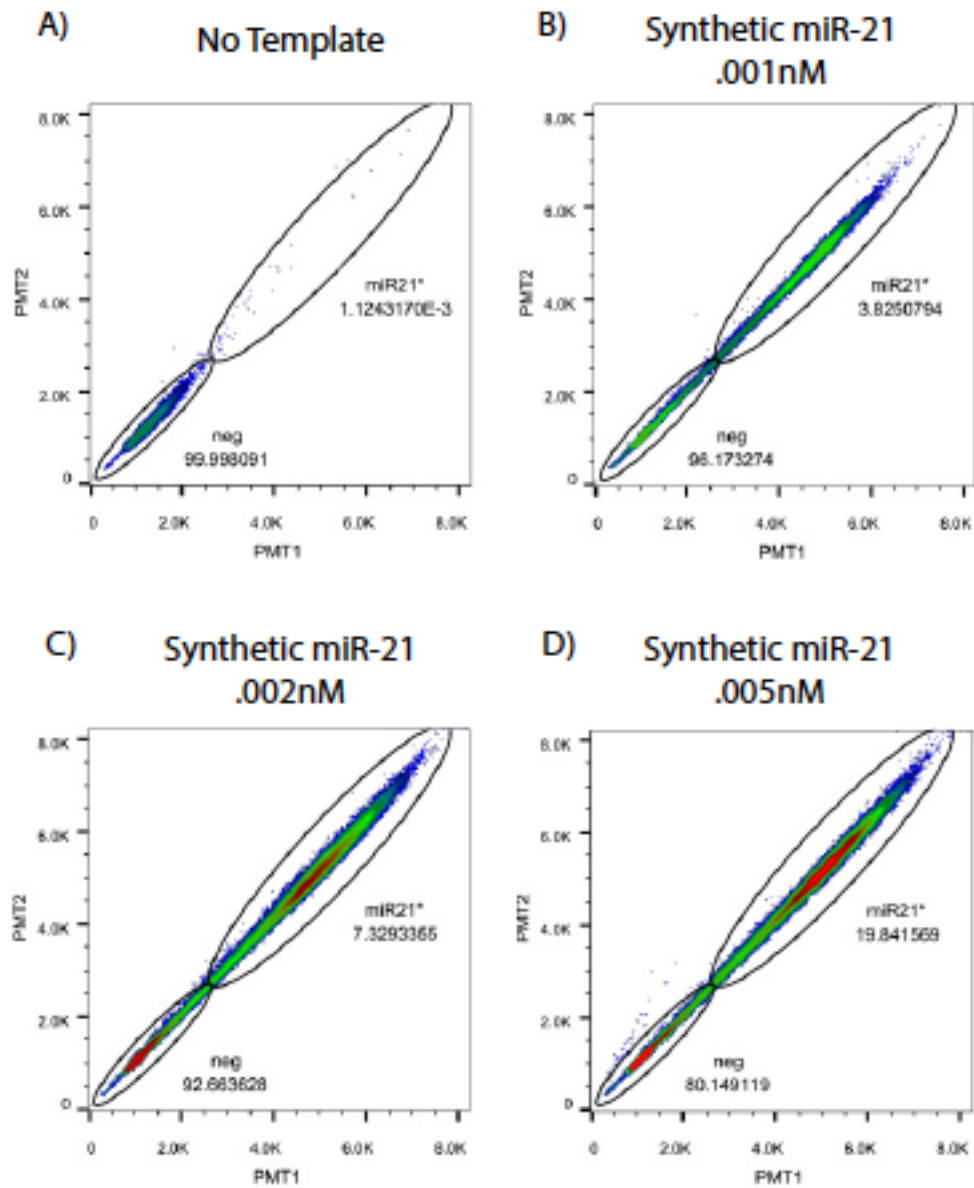 A)
No Template
8.0K
6.0K
4.0K
2.0K
0
PMT2
miR21*
1.1243170E-3
neg
99.998091
0 2.0K 4.0K 6.0K 8.0K
PMT1
B)
Synthetic miR-21
.001nM
8.0K
6.0K
4.0K
2.0K
0
PMT2
miR21*
3.8250794
neg
96.173274
0 2.0K 4.0K 6.0K 8.0K
PMT1
C)
Synthetic miR-21
.002nM
8.0K
6.0K
4.0K
2.0K
0
PMT2
miR21*
7.3293365
neg
92.663628
0 2.0K 4.0K 6.0K 8.0K
PMT1
D)
Synthetic miR-21
.005nM
8.0K
6.0K
4.0K
2.0K
0
PMT2
miR21*
19.841569
neg
80.149119
0 2.0K 4.0K 6.0K 8.0K
PMT1